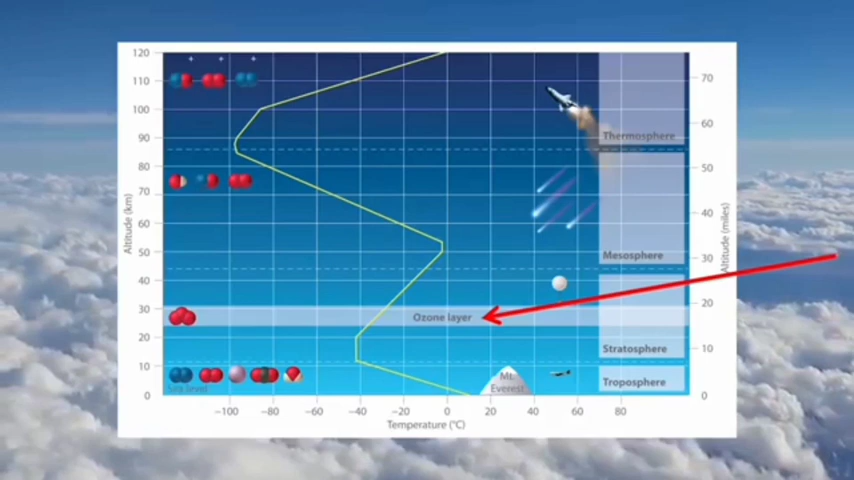 120
110
100
90
80
70
60
50
40
30
20
10
0
Altitude (km)
Thermosphere
Mesosphere
Ozone layer
Stratosphere
Troposphere
Mt.
Everest
Sea level
70
60
50
40
30
20
10
0
Altitude (miles)
−100 −80 −60 −40 −20 0 20 40 60 80
Temperature (°C)